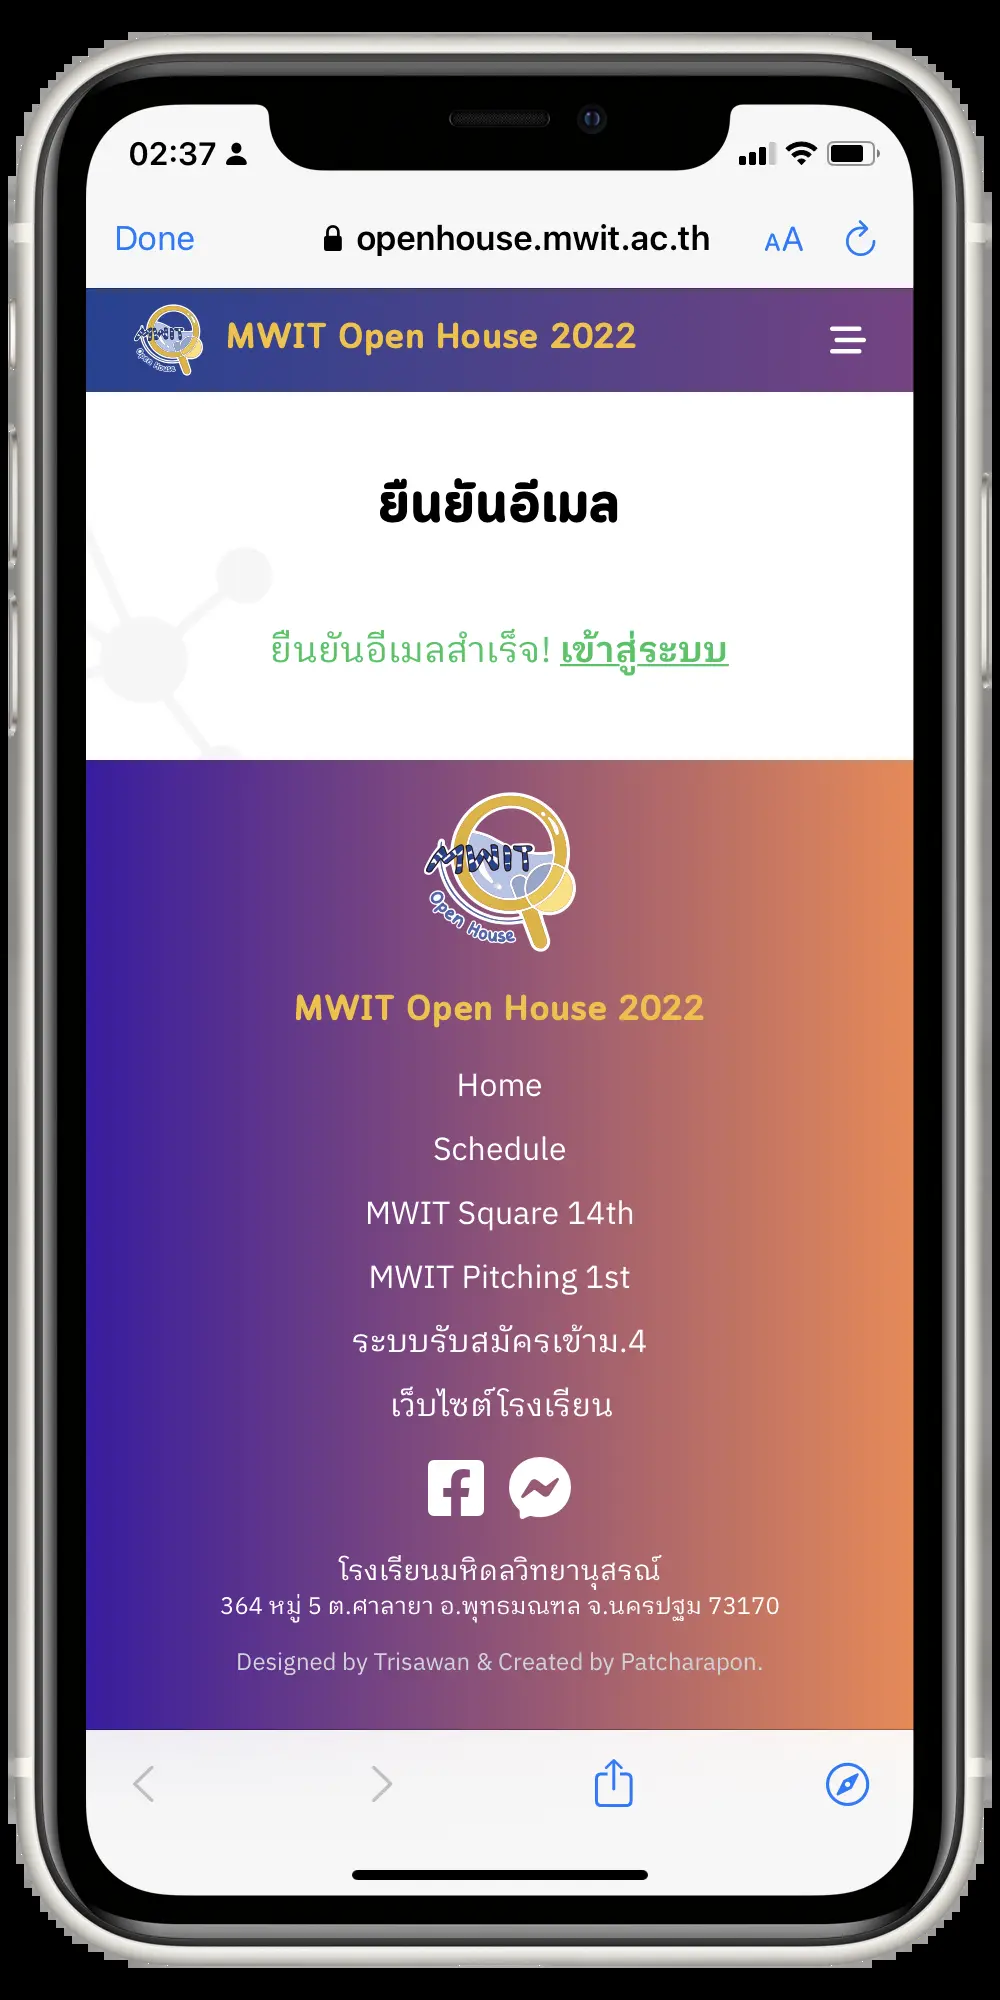 02:37
Done
openhouse.mwit.ac.th
AA
MWIT
Open House
MWIT Open House 2022
ยืนยันอีเมล
ยืนยันอีเมลสำเร็จ! เข้าสู่ระบบ
MWIT
Open House
MWIT Open House 2022
Home
Schedule
MWIT Square 14th
MWIT Pitching 1st
ระบบรับสมัครเข้าม.4
เว็บไซต์โรงเรียน
โรงเรียนมหิดลวิทยานุสรณ์
364 หมู่ 5 ต.ศาลายา อ.พุทธมณฑล จ.นครปฐม 73170
Designed by Trisawan & Created by Patcharapon.